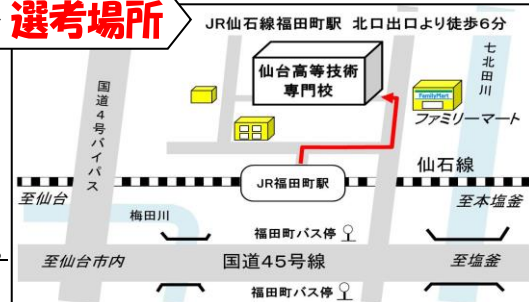 選考場所
JR仙石線福田町駅 北口出口より徒歩6分
仙台高等技術
専門校
七北田川
FamilyMart
ファミリーマート
国道4号バイパス
仙石線
JR福田町駅
至仙台
至本塩釜
梅田川
福田町バス停
至仙台市内
国道45号線
至塩釜
福田町バス停